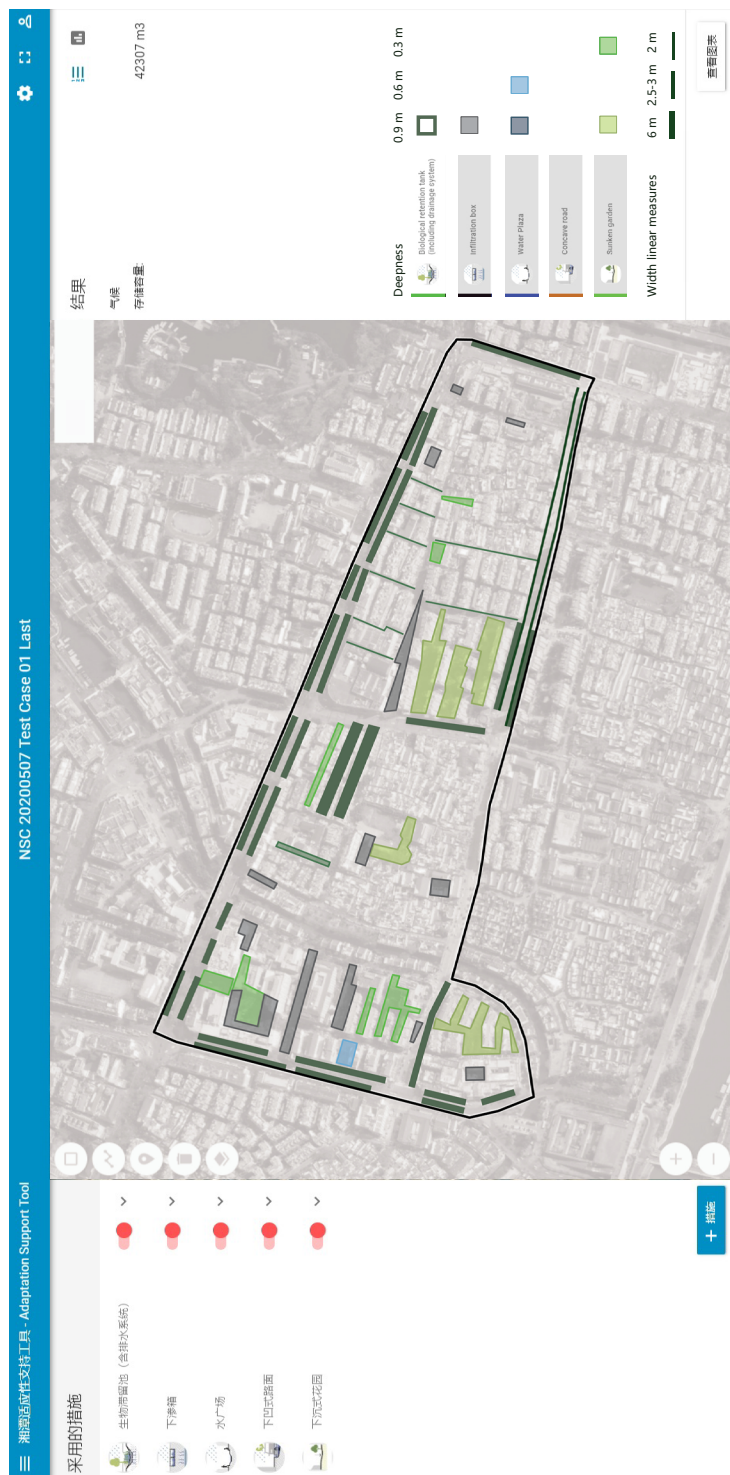 湘潭适应性支持工具 - Adaptation Support Tool
NSC 20200507 Test Case 01 Last
采用的措施
生物滞留池（含排水系统）
下渗箱
水广场
下凹式路面
下沉式花园
+ 措施
+
−
结果
气候
存储容量:
42307 m3
Deepness
0.9 m 0.6 m 0.3 m
Biological retention tank
(including drainage system)
Infiltration box
Water Plaza
Concave road
Sunken garden
Width linear measures
6 m 2.5-3 m 2 m
查看图表